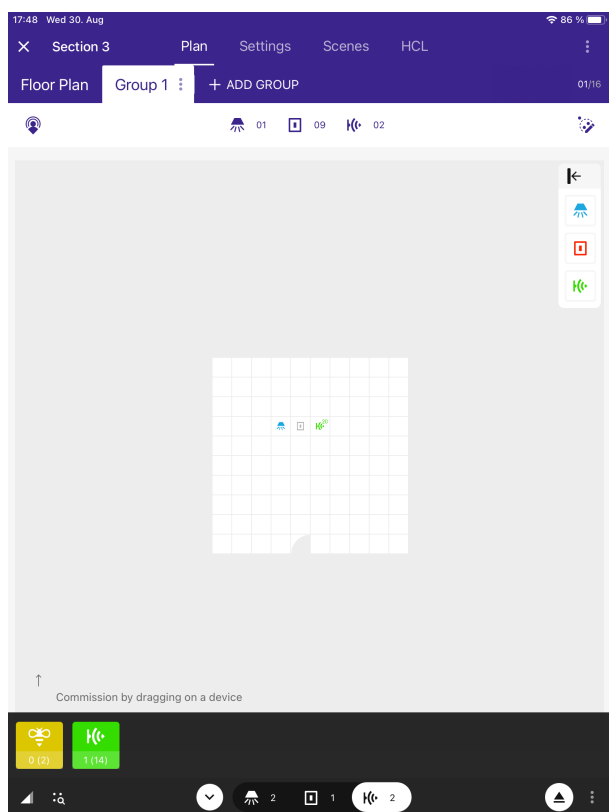 17:48 Wed 30. Aug 86 %
Section 3 Plan Settings Scenes HCL
Floor Plan Group 1 + ADD GROUP 01/16
01 09 02
Commission by dragging on a device
0 (2) 1 (14)
2 1 2